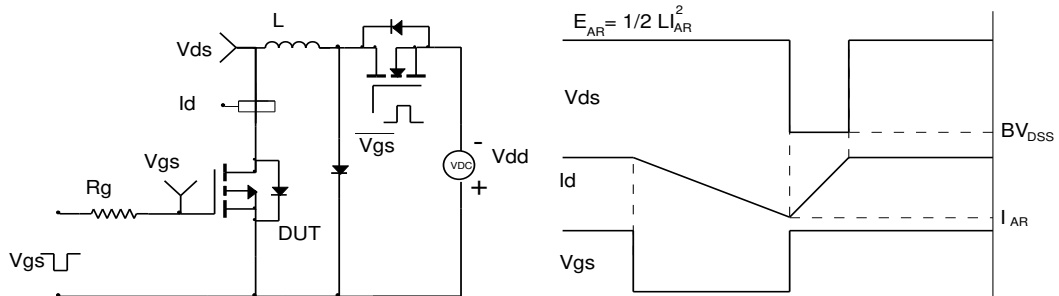 L
Vds
Id
Vgs
Rg
Vgs
DUT
Vgs
VDC
-
+
Vdd
E_AR = 1/2 LI_AR^2
Vds
BV_DSS
Id
I_AR
Vgs